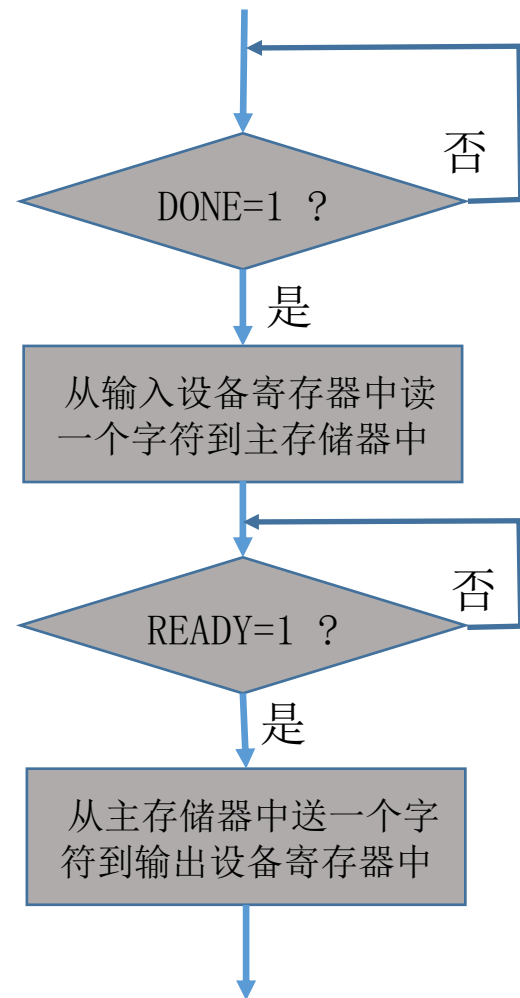 否
DONE=1 ?
是
从输入设备寄存器中读
一个字符到主存储器中
否
READY=1 ?
是
从主存储器中送一个字
符到输出设备寄存器中